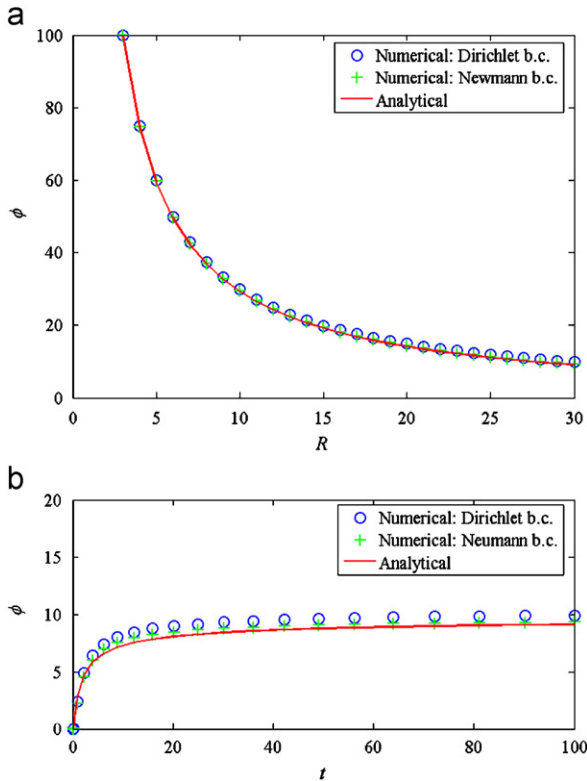 a
100
80
60
40
20
0
ϕ
Numerical: Dirichlet b.c.
Numerical: Newmann b.c.
Analytical
0 5 10 15 20 25 30
R
b
20
15
10
5
0
ϕ
Numerical: Dirichlet b.c.
Numerical: Neumann b.c.
Analytical
0 20 40 60 80 100
t